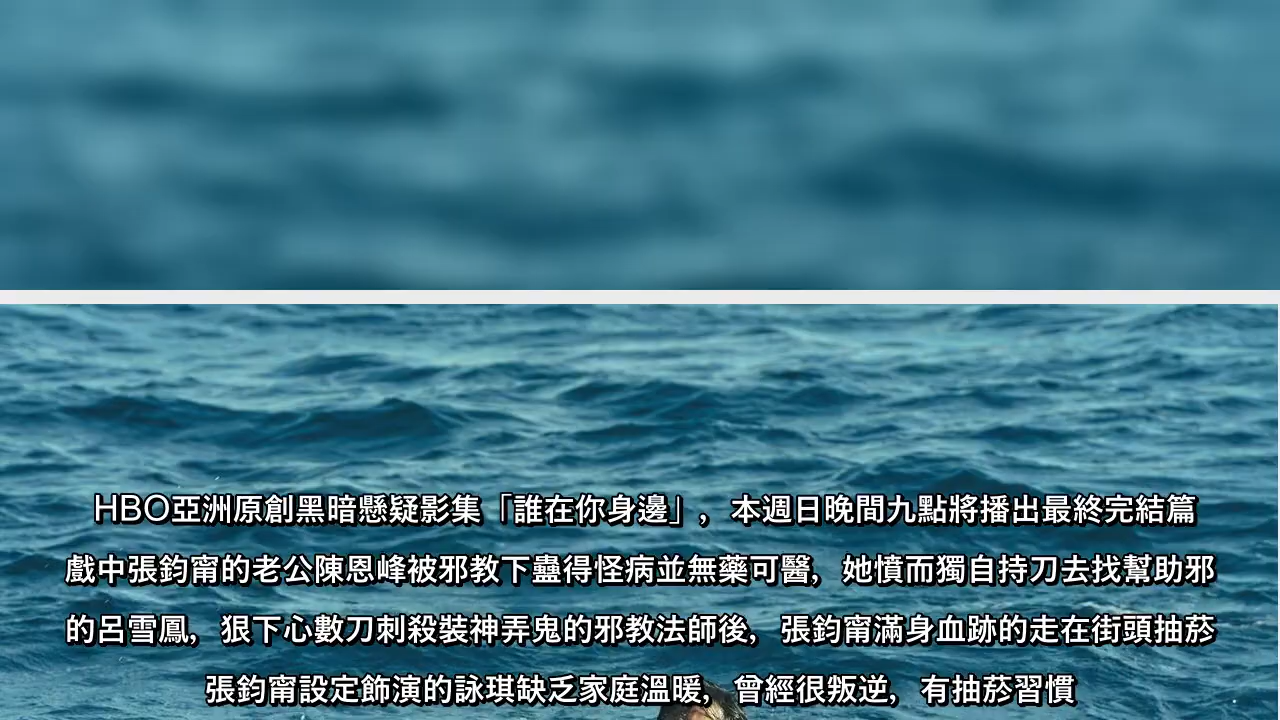 HBO亞洲原創黑暗懸疑影集「誰在你身邊」，本週日晚間九點將播出最終完結篇
戲中張鈞甯的老公陳恩峰被邪教下蠱得怪病並無藥可醫，她憤而獨自持刀去找幫助邪
的呂雪鳳，狠下心數刀刺殺裝神弄鬼的邪教法師後，張鈞甯滿身血跡的走在街頭抽菸
張鈞甯設定飾演的詠琪缺乏家庭溫暖，曾經很叛逆，有抽菸習慣